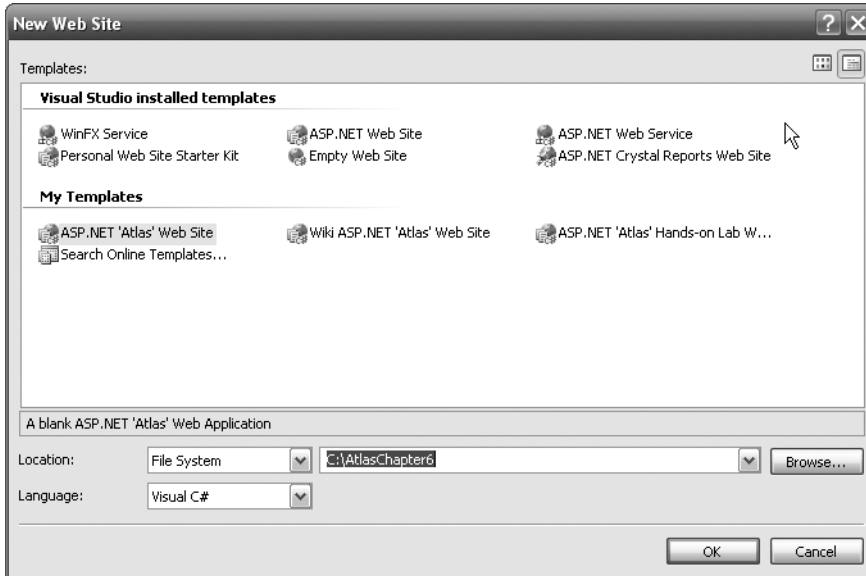 New Web Site
Templates:
Visual Studio installed templates
WinFX Service
ASP.NET Web Site
ASP.NET Web Service
Personal Web Site Starter Kit
Empty Web Site
ASP.NET Crystal Reports Web Site
My Templates
ASP.NET 'Atlas' Web Site
Wiki ASP.NET 'Atlas' Web Site
ASP.NET 'Atlas' Hands-on Lab W...
Search Online Templates...
A blank ASP.NET 'Atlas' Web Application
Location:
File System
C:\AtlasChapter6
Browse...
Language:
Visual C#
OK
Cancel